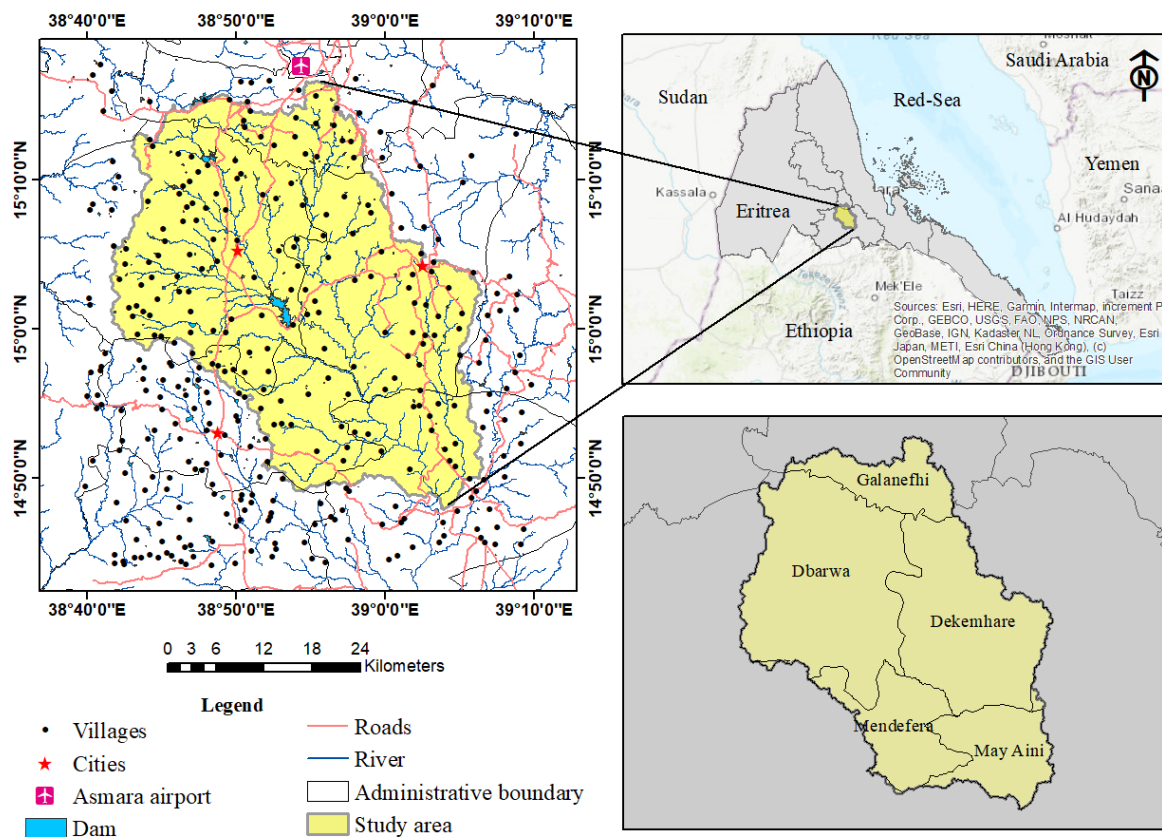 38°40'0"E 38°50'0"E 39°0'0"E 39°10'0"E
15°10'0"N
15°0'0"N
14°50'0"N
15°10'0"N
15°0'0"N
14°50'0"N
38°40'0"E 38°50'0"E 39°0'0"E 39°10'0"E
0 3 6 12 18 24
Kilometers
Legend
Villages
Cities
Asmara airport
Dam
Roads
River
Administrative boundary
Study area
Red Sea
Saudi Arabia
N
Sudan
Red-Sea
Yemen
Kassala
Eritrea
Al Hudaydah
Mek'Ele
Taizz
Ethiopia
Sources: Esri, HERE, Garmin, Intermap, increment P
Corp., GEBCO, USGS, FAO, NPS, NRCAN,
GeoBase, IGN, Kadaster NL, Ordnance Survey, Esri
Japan, METI, Esri China (Hong Kong), (c)
OpenStreetMap contributors, and the GIS User
Community
DJIBOUTI
Galanefhi
Dbarwa
Dekemhare
Mendefera
May Aini